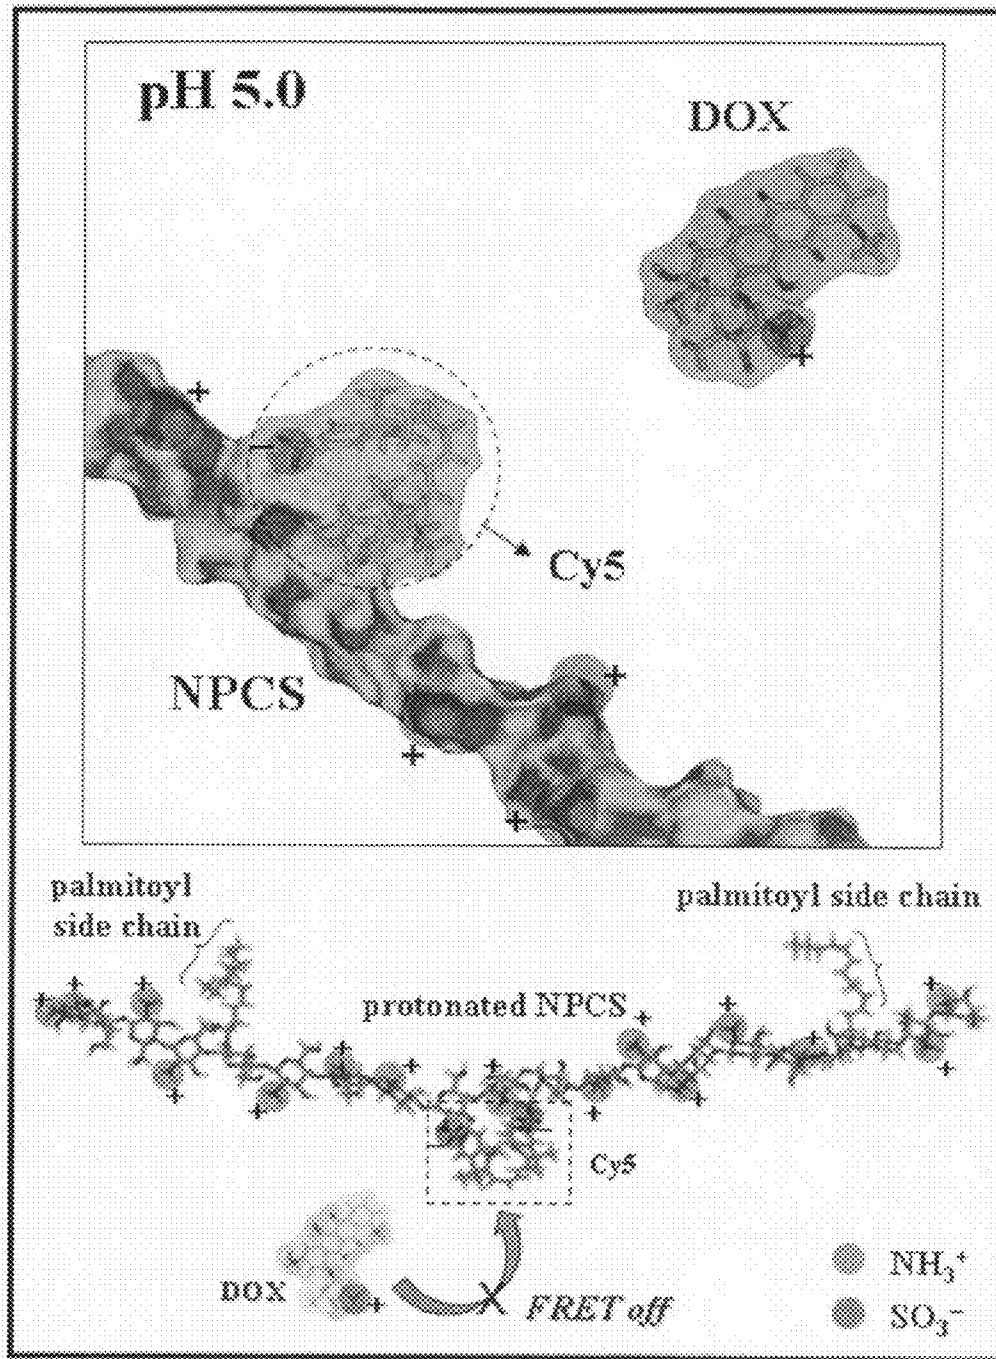 pH 5.0
DOX
+
+
−
Cy5
NPCS
+
+
+
palmitoyl
side chain
palmitoyl side chain
protonated NPCS
Cy5
DOX
+
FRET off
NH₃⁺
SO₃⁻